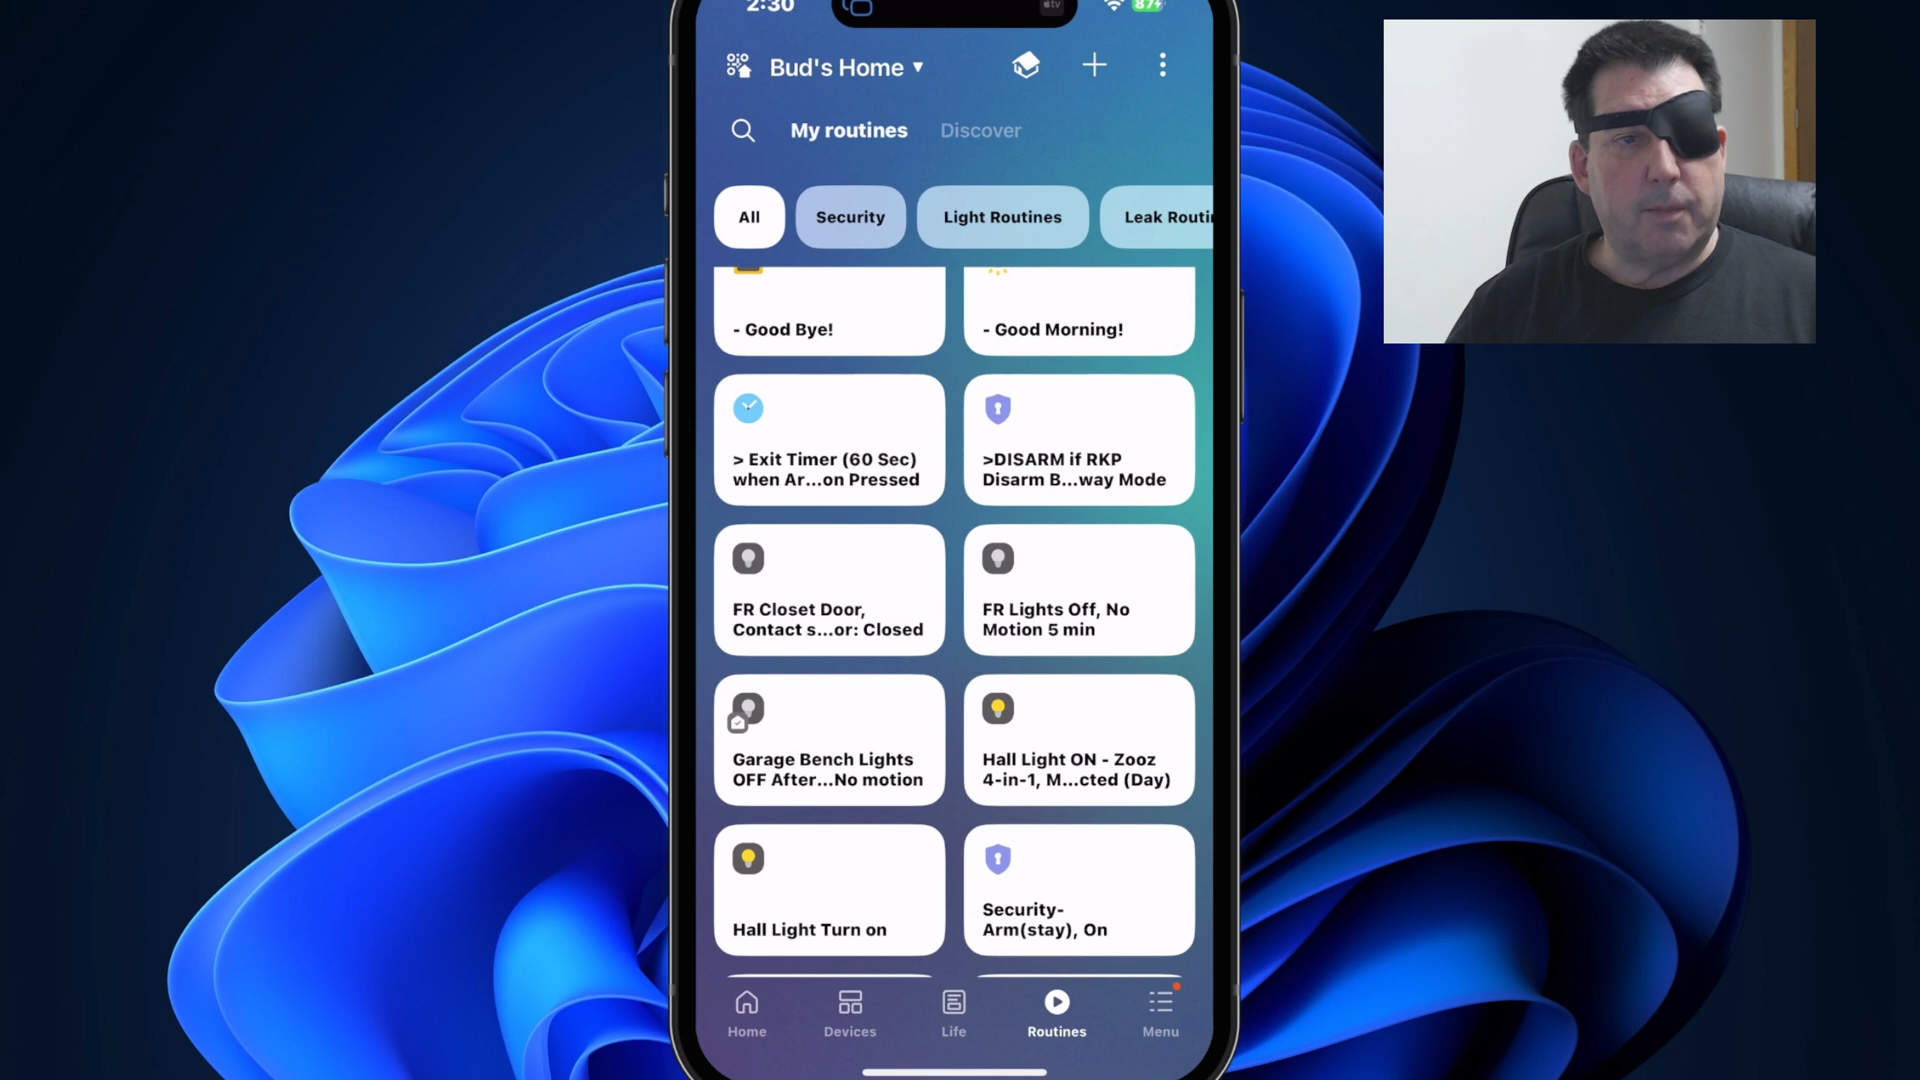 2:30
tv
87
Bud's Home
My routines
Discover
All
Security
Light Routines
Leak Routi
- Good Bye!
- Good Morning!
> Exit Timer (60 Sec)
when Ar...on Pressed
>DISARM if RKP
Disarm B...way Mode
FR Closet Door,
Contact s...or: Closed
FR Lights Off, No
Motion 5 min
Garage Bench Lights
OFF After...No motion
Hall Light ON - Zooz
4-in-1, M...cted (Day)
Hall Light Turn on
Security-
Arm(stay), On
Home
Devices
Life
Routines
Menu